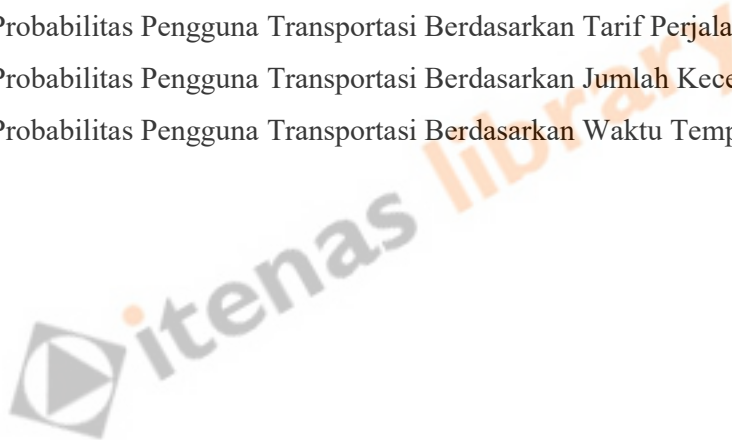 Probabilitas Pengguna Transportasi Berdasarkan Tarif Perjala
Probabilitas Pengguna Transportasi Berdasarkan Jumlah Kece
Probabilitas Pengguna Transportasi Berdasarkan Waktu Temp
itenas library